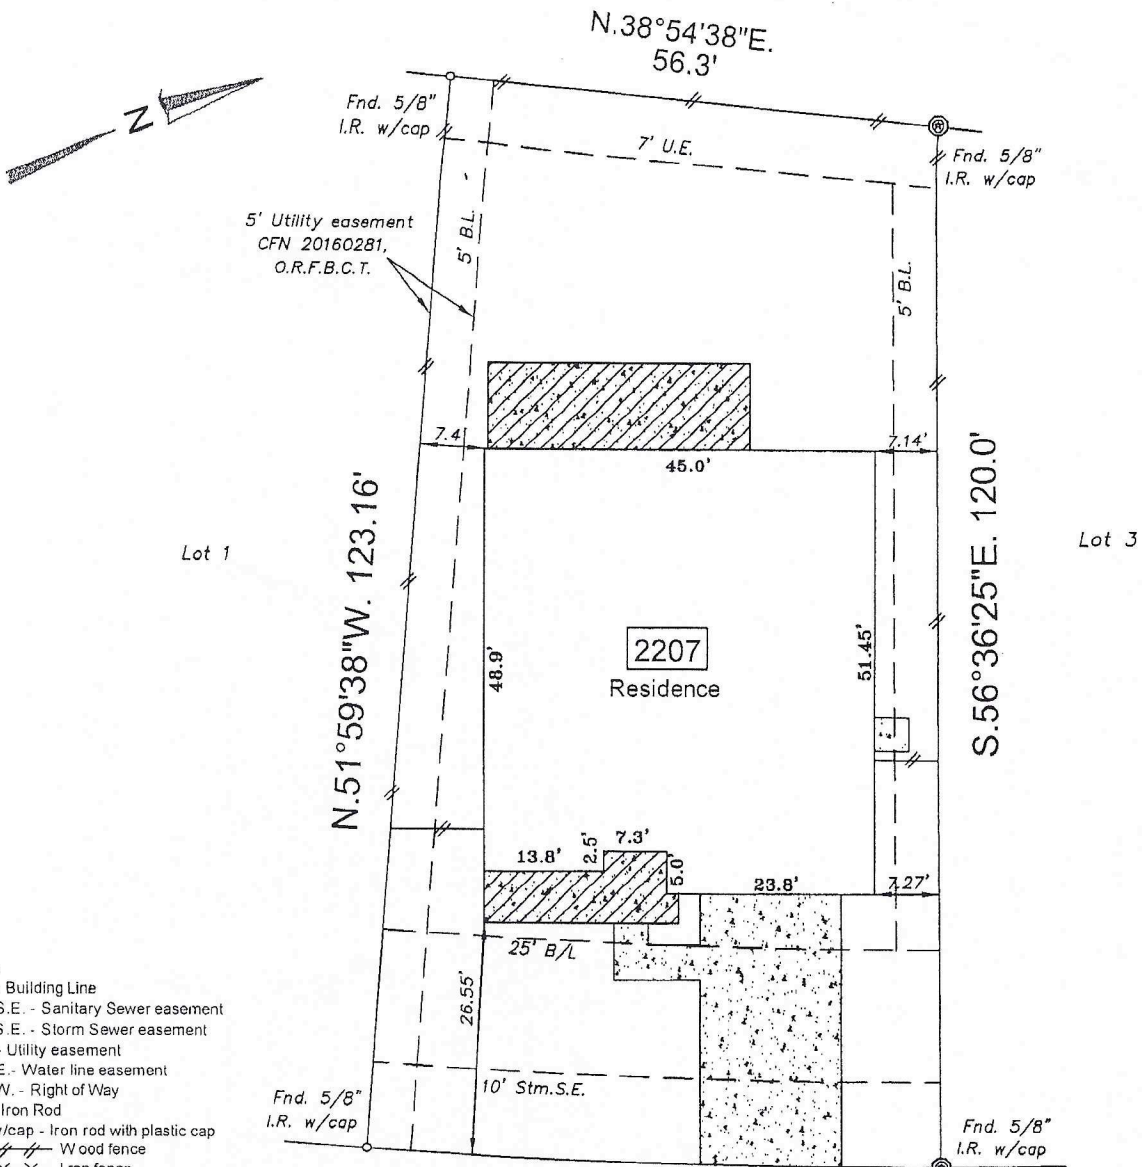 N.38°54'38"E.
56.3'
N
Fnd. 5/8"
I.R. w/cap
7' U.E.
Fnd. 5/8"
I.R. w/cap
5' Utility easement
CFN 20160281,
O.R.F.B.C.T.
5' B.L.
5' B.L.
7.4'
45.0'
7.14'
Lot 1
N.51°59'38"W. 123.16'
S.56°36'25"E. 120.0'
Lot 3
48.9'
2207
Residence
51.45'
13.8'
2.5'
7.3'
5.0'
23.8'
7.27'
25' B/L
26.55'
10' Stm.S.E.
Building Line
S.E. - Sanitary Sewer easement
S.E. - Storm Sewer easement
- Utility easement
E.- Water line easement
W. - Right of Way
Iron Rod
w/cap - Iron rod with plastic cap
Wood fence
Fnd. 5/8"
I.R. w/cap
Fnd. 5/8"
I.R. w/cap